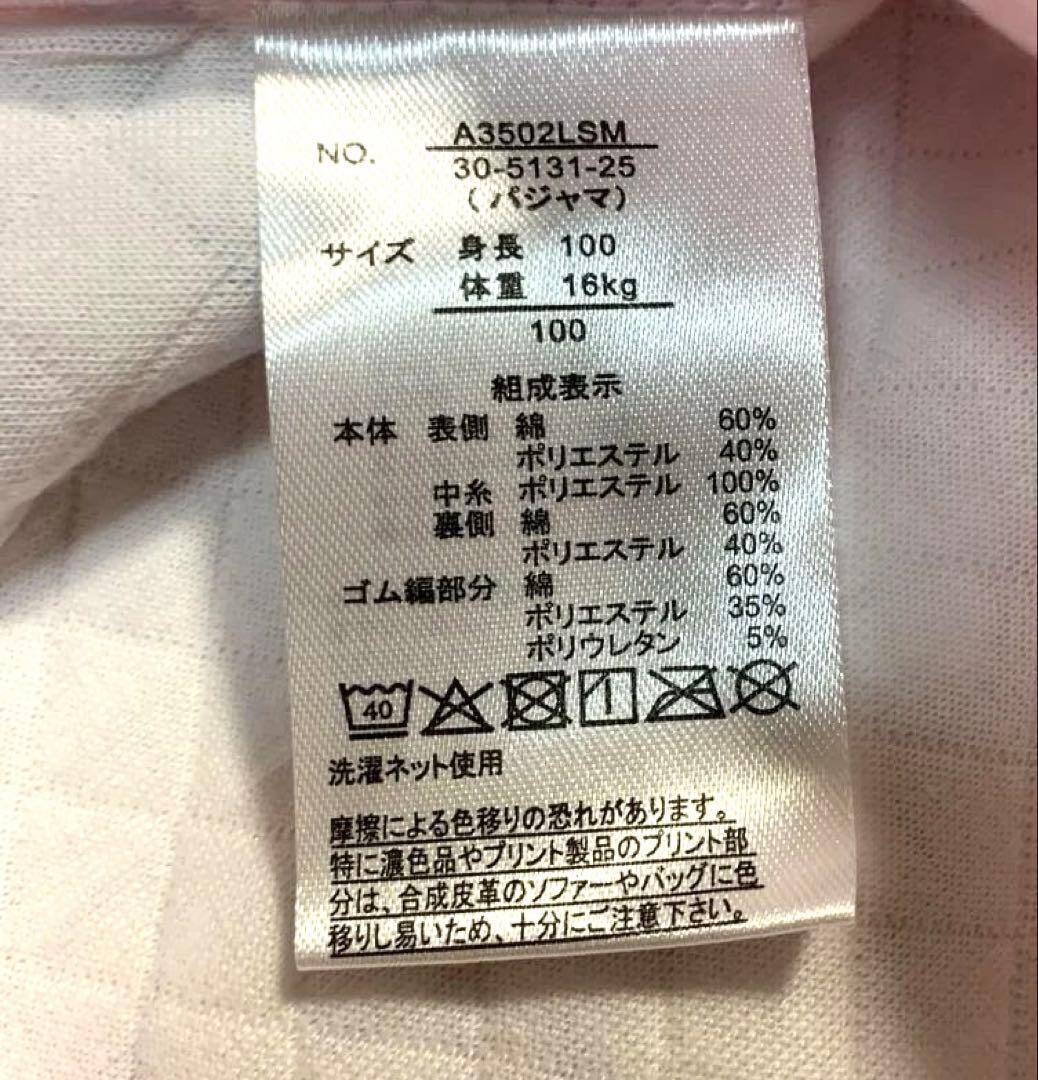 NO. A3502LSM
30-5131-25
(パジャマ)
サイズ 身長 100
体重 16kg
100
組成表示
本体 表側 綿 60%
ポリエステル 40%
中糸 ポリエステル 100%
裏側 綿 60%
ポリエステル 40%
ゴム編部分 綿 60%
ポリエステル 35%
ポリウレタン 5%
40
洗濯ネット使用
摩擦による色移りの恐れがあります。
特に濃色品やプリント製品のプリント部
分は、合成皮革のソファーやバッグに色
移りし易いため、十分にご注意下さい。